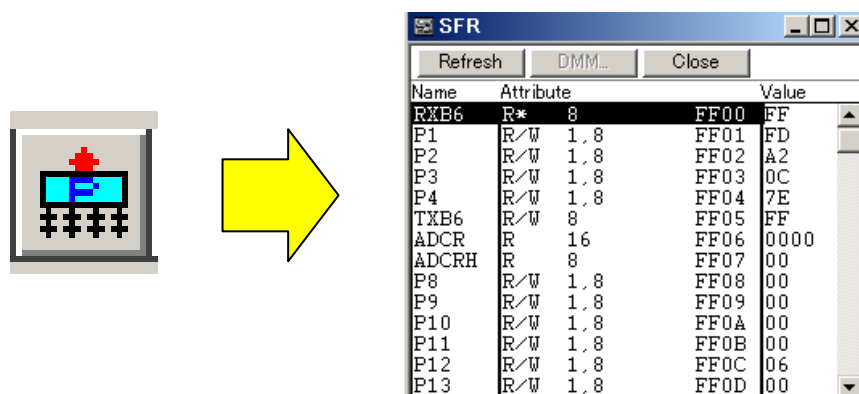 SFR
Refresh DMM... Close
Name Attribute Value
RXB6 R* 8 FF00 FF
P1 R/W 1,8 FF01 FD
P2 R/W 1,8 FF02 A2
P3 R/W 1,8 FF03 0C
P4 R/W 1,8 FF04 7E
TXB6 R/W 8 FF05 FF
ADCR R 16 FF06 0000
ADCRH R 8 FF07 00
P8 R/W 1,8 FF08 00
P9 R/W 1,8 FF09 00
P10 R/W 1,8 FF0A 00
P11 R/W 1,8 FF0B 00
P12 R/W 1,8 FF0C 06
P13 R/W 1,8 FF0D 00
P